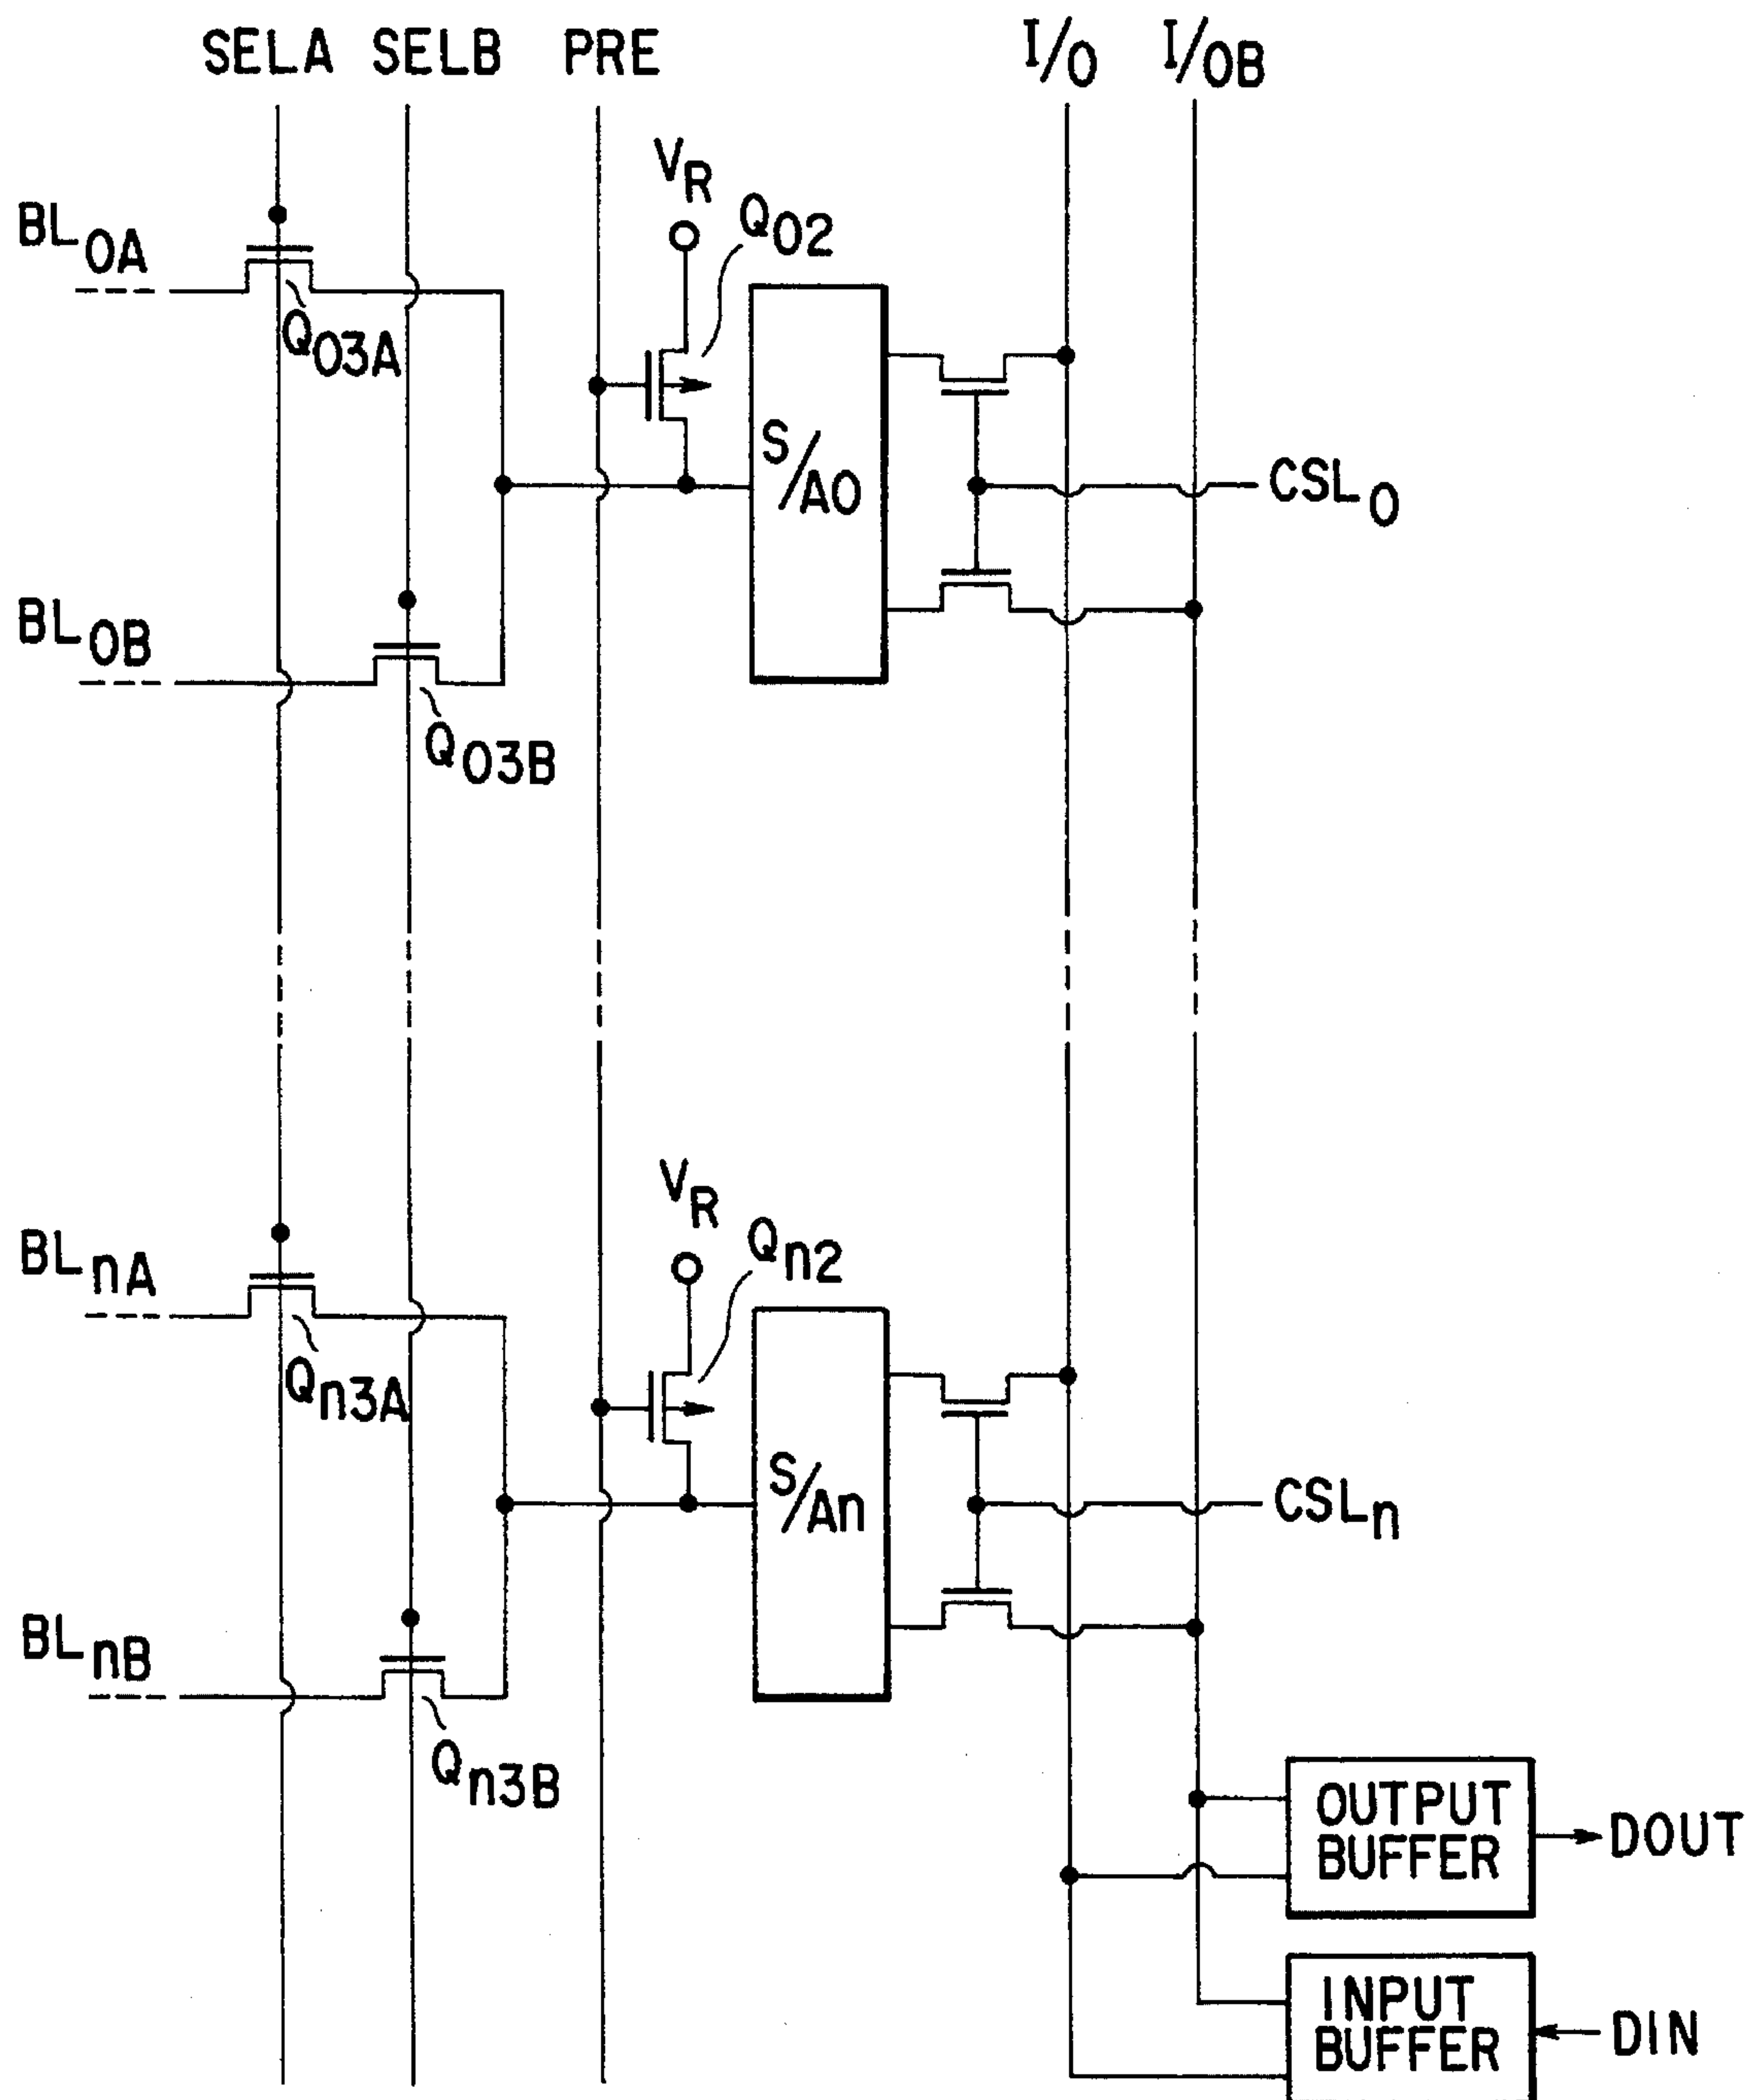 SELA SELB PRE I/O I/OB
VR
Q02
BL0A
Q03A
S/A0
CSL0
BL0B
Q03B
VR
Qn2
BLnA
Qn3A
S/An
CSLn
BLnB
Qn3B
OUTPUT
BUFFER
DOUT
INPUT
BUFFER
DIN